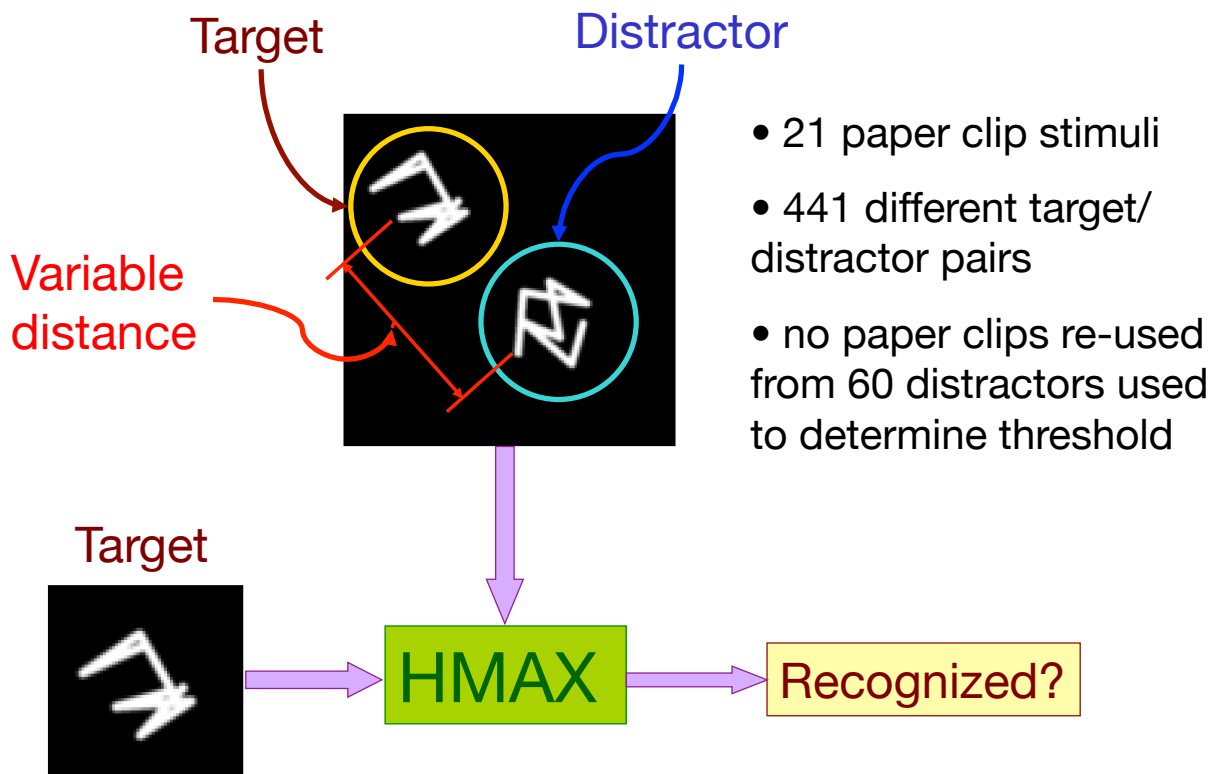 Target
Distractor
• 21 paper clip stimuli
• 441 different target/
distractor pairs
Variable
distance
• no paper clips re-used
from 60 distractors used
to determine threshold
Target
HMAX
Recognized?